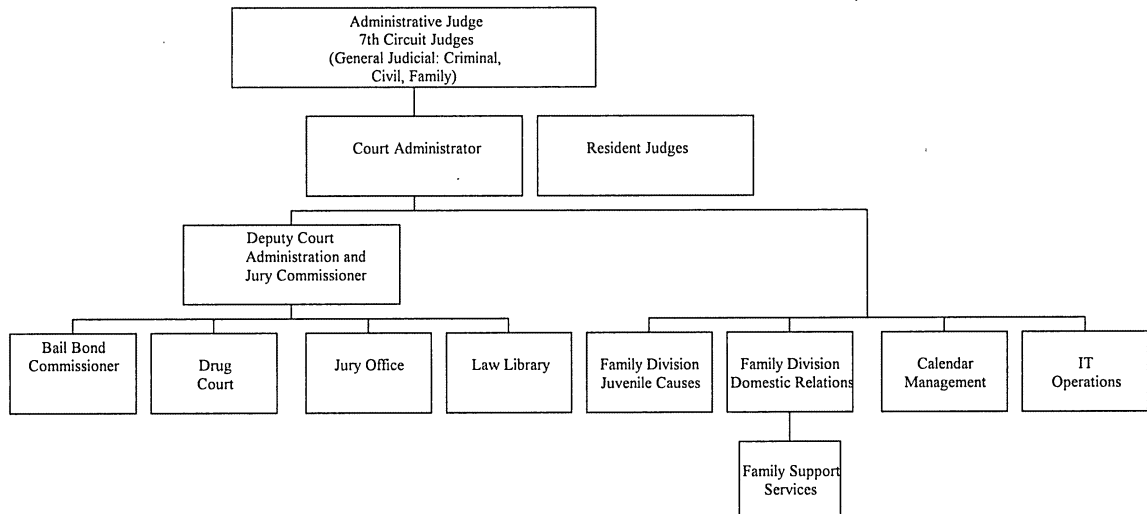 Administrative Judge
7th Circuit Judges
(General Judicial: Criminal,
Civil, Family)
Court Administrator
Resident Judges
Deputy Court
Administration and
Jury Commissioner
Bail Bond
Commissioner
Drug
Court
Jury Office
Law Library
Family Division
Juvenile Causes
Family Division
Domestic Relations
Calendar
Management
IT
Operations
Family Support
Services